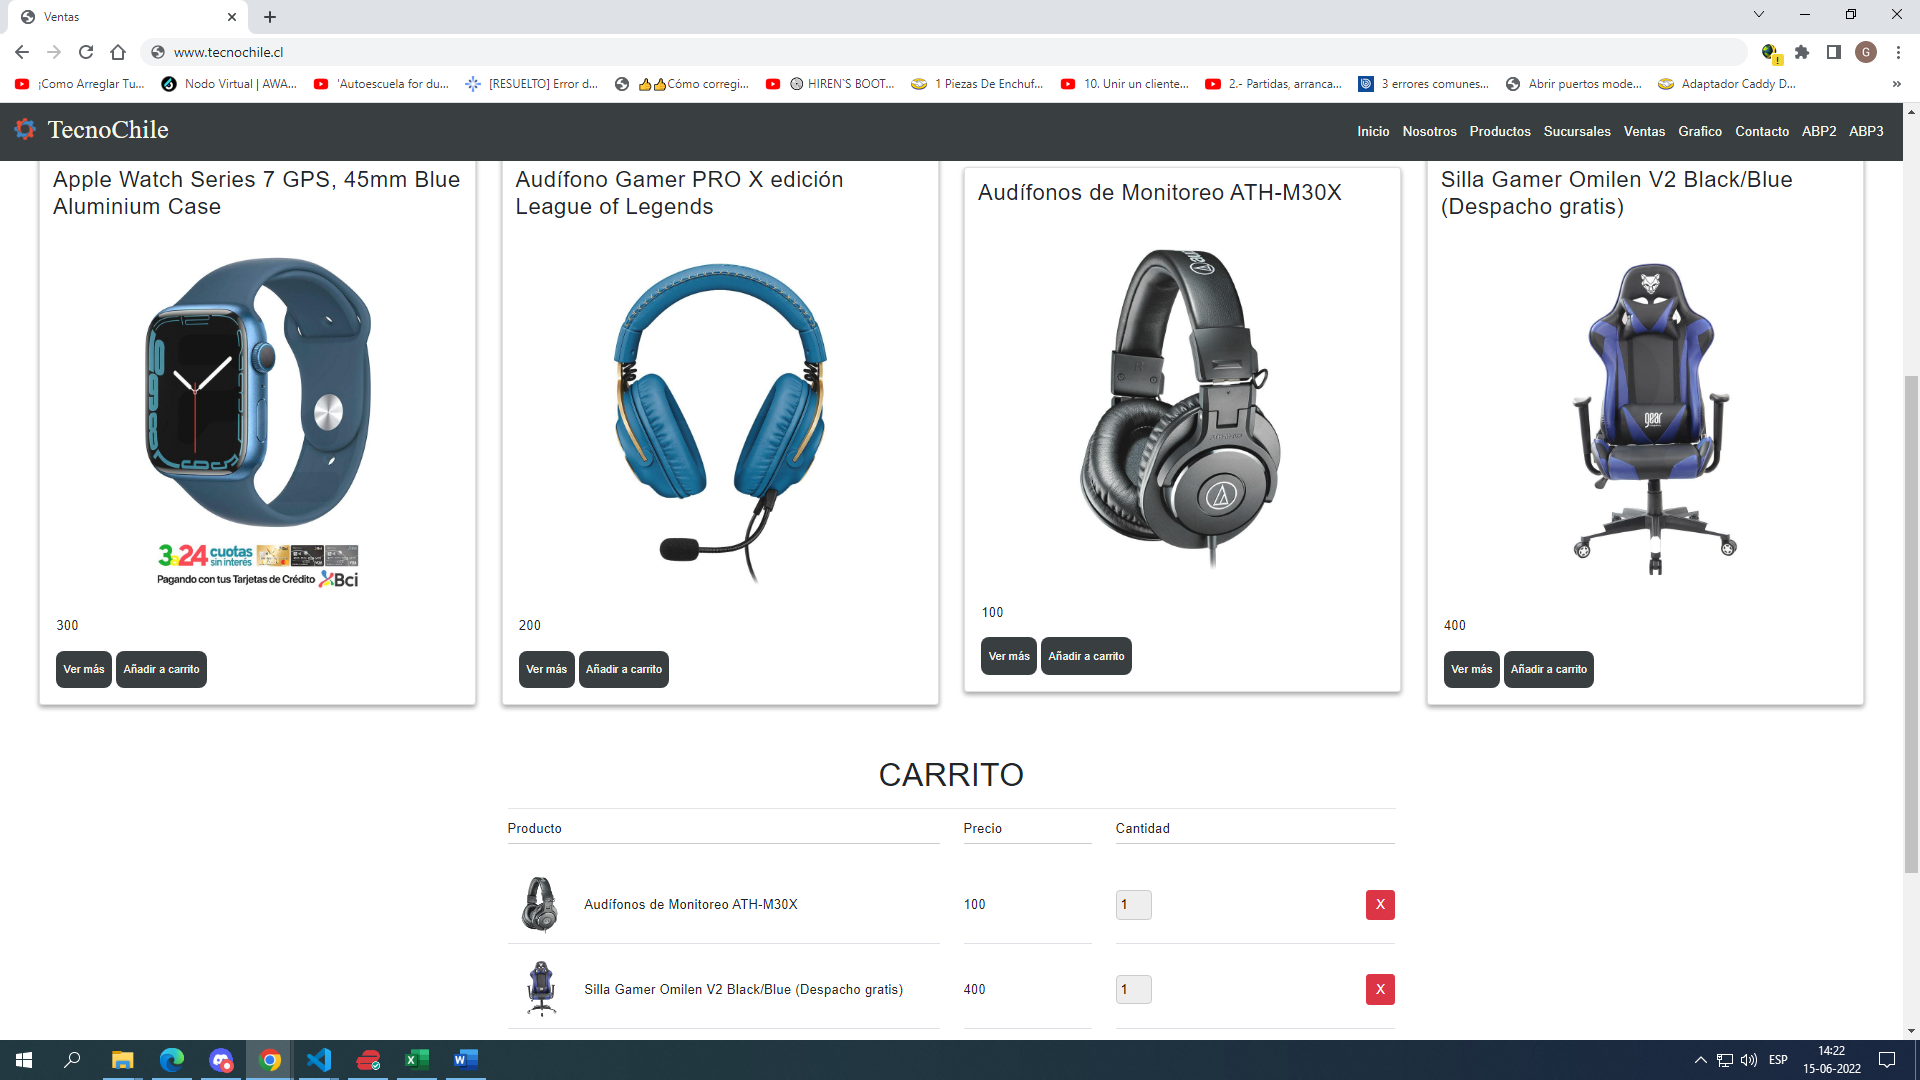 Ventas
www.tecnochile.cl
G
¡Como Arreglar Tu...
Nodo Virtual | AWA...
'Autoescuela for du...
[RESUELTO] Error d...
👍👍Cómo corregi...
HIREN`S BOOT...
1 Piezas De Enchuf...
10. Unir un cliente...
2.- Partidas, arranca...
3 errores comunes...
Abrir puertos mode...
Adaptador Caddy D...
»
TecnoChile
Inicio Nosotros Productos Sucursales Ventas Grafico Contacto ABP2 ABP3
Apple Watch Series 7 GPS, 45mm Blue
Aluminium Case
3a24 cuotas
sin interés
Pagando con tus Tarjetas de Crédito Bci
300
Ver más Añadir a carrito
Audífono Gamer PRO X edición
League of Legends
200
Ver más Añadir a carrito
Audífonos de Monitoreo ATH-M30X
100
Ver más Añadir a carrito
Silla Gamer Omilen V2 Black/Blue
(Despacho gratis)
gear
400
Ver más Añadir a carrito
CARRITO
Producto Precio Cantidad
Audífonos de Monitoreo ATH-M30X 100 1 X
Silla Gamer Omilen V2 Black/Blue (Despacho gratis) 400 1 X
ESP
14:22
15-06-2022